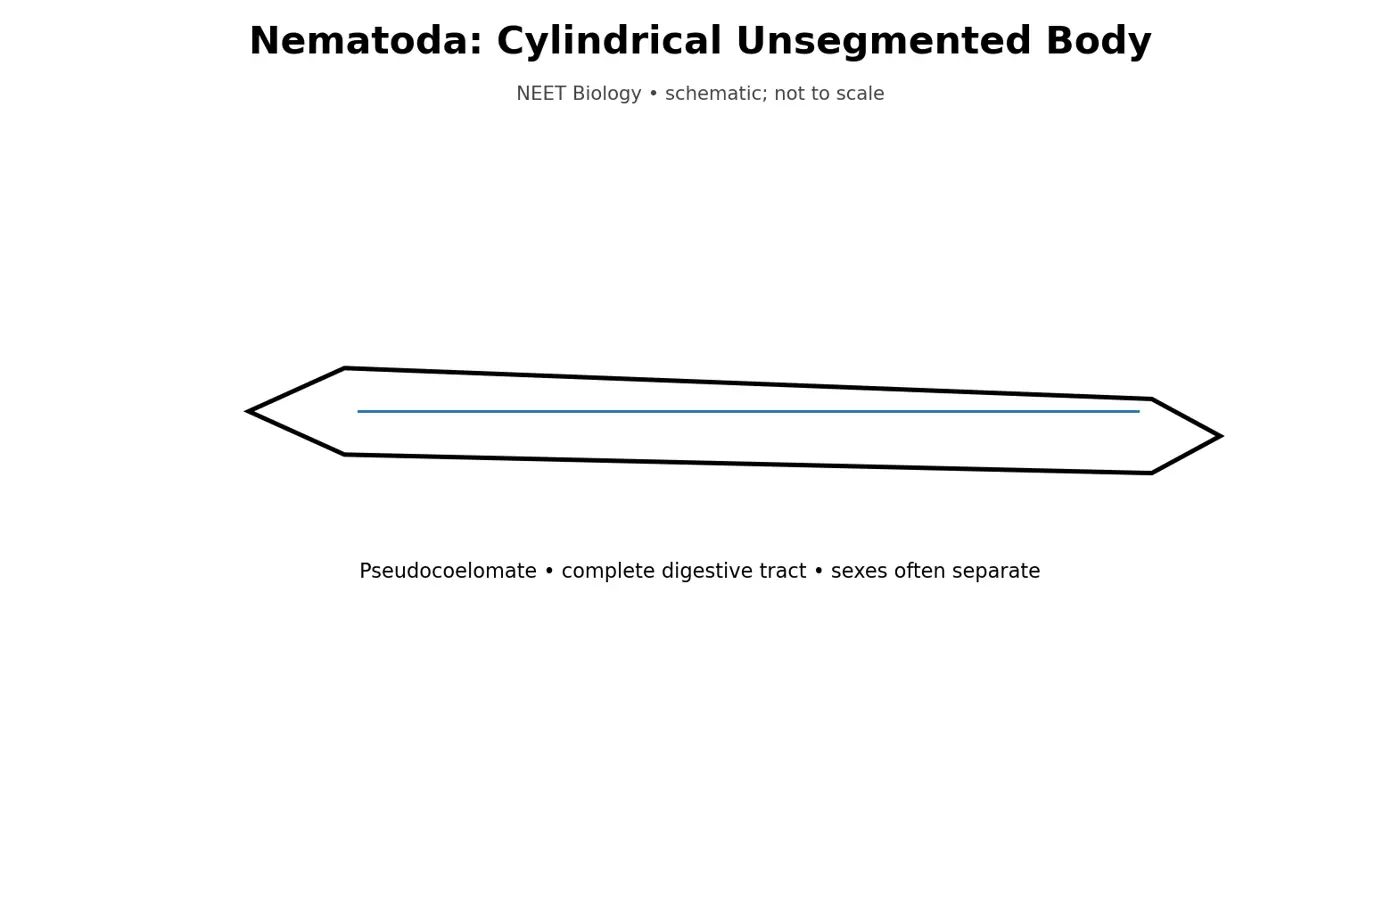 Nematoda: Cylindrical Unsegmented Body
NEET Biology • schematic; not to scale
Pseudocoelomate • complete digestive tract • sexes often separate